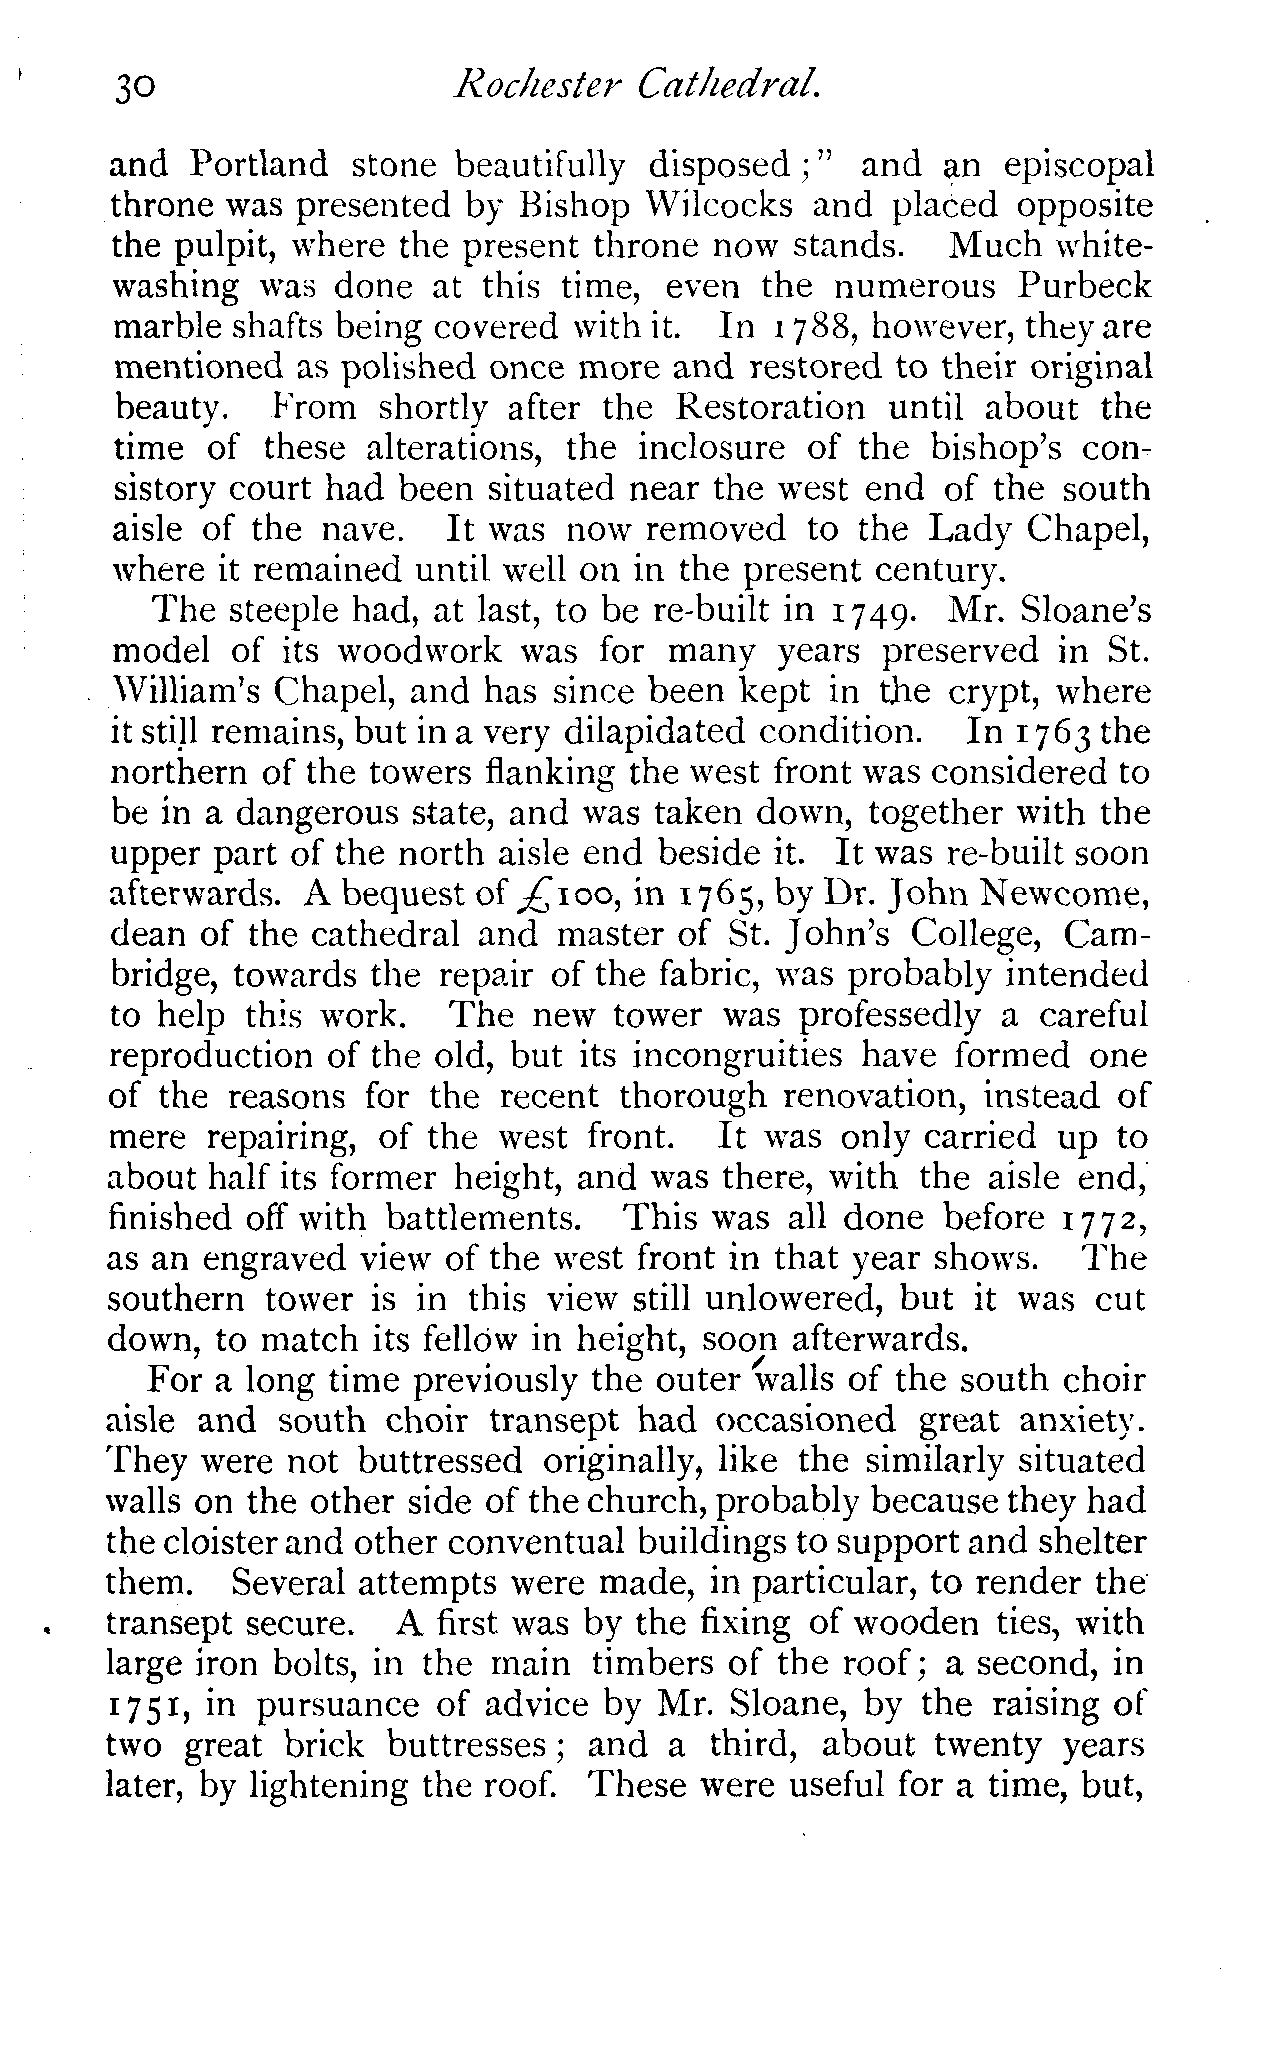 30 Rochester Cathedral.
and Portland stone beautifully disposed ;" and an episcopal
throne was presented by Bishop Wilcocks and placed opposite
the pulpit, where the present throne now stands. Much white-
washing was done at this time, even the numerous Purbeck
marble shafts being covered with it. In 1788, however, they are
mentioned as polished once more and restored to their original
beauty. From shortly after the Restoration until about the
time of these alterations, the inclosure of the bishop's con-
sistory court had been situated near the west end of the south
aisle of the nave. It was now removed to the Lady Chapel,
where it remained until well on in the present century.
The steeple had, at last, to be re-built in 1749. Mr. Sloane's
model of its woodwork was for many years preserved in St.
William's Chapel, and has since been kept in the crypt, where
it still remains, but in a very dilapidated condition. In 1763 the
northern of the towers flanking the west front was considered to
be in a dangerous state, and was taken down, together with the
upper part of the north aisle end beside it. It was re-built soon
afterwards. A bequest of £100, in 1765, by Dr. John Newcome,
dean of the cathedral and master of St. John's College, Cam-
bridge, towards the repair of the fabric, was probably intended
to help this work. The new tower was professedly a careful
reproduction of the old, but its incongruities have formed one
of the reasons for the recent thorough renovation, instead of
mere repairing, of the west front. It was only carried up to
about half its former height, and was there, with the aisle end,
finished off with battlements. This was all done before 1772,
as an engraved view of the west front in that year shows. The
southern tower is in this view still unlowered, but it was cut
down, to match its fellow in height, soon afterwards.
For a long time previously the outer walls of the south choir
aisle and south choir transept had occasioned great anxiety.
They were not buttressed originally, like the similarly situated
walls on the other side of the church, probably because they had
the cloister and other conventual buildings to support and shelter
them. Several attempts were made, in particular, to render the
transept secure. A first was by the fixing of wooden ties, with
large iron bolts, in the main timbers of the roof; a second, in
1751, in pursuance of advice by Mr. Sloane, by the raising of
two great brick buttresses ; and a third, about twenty years
later, by lightening the roof. These were useful for a time, but,